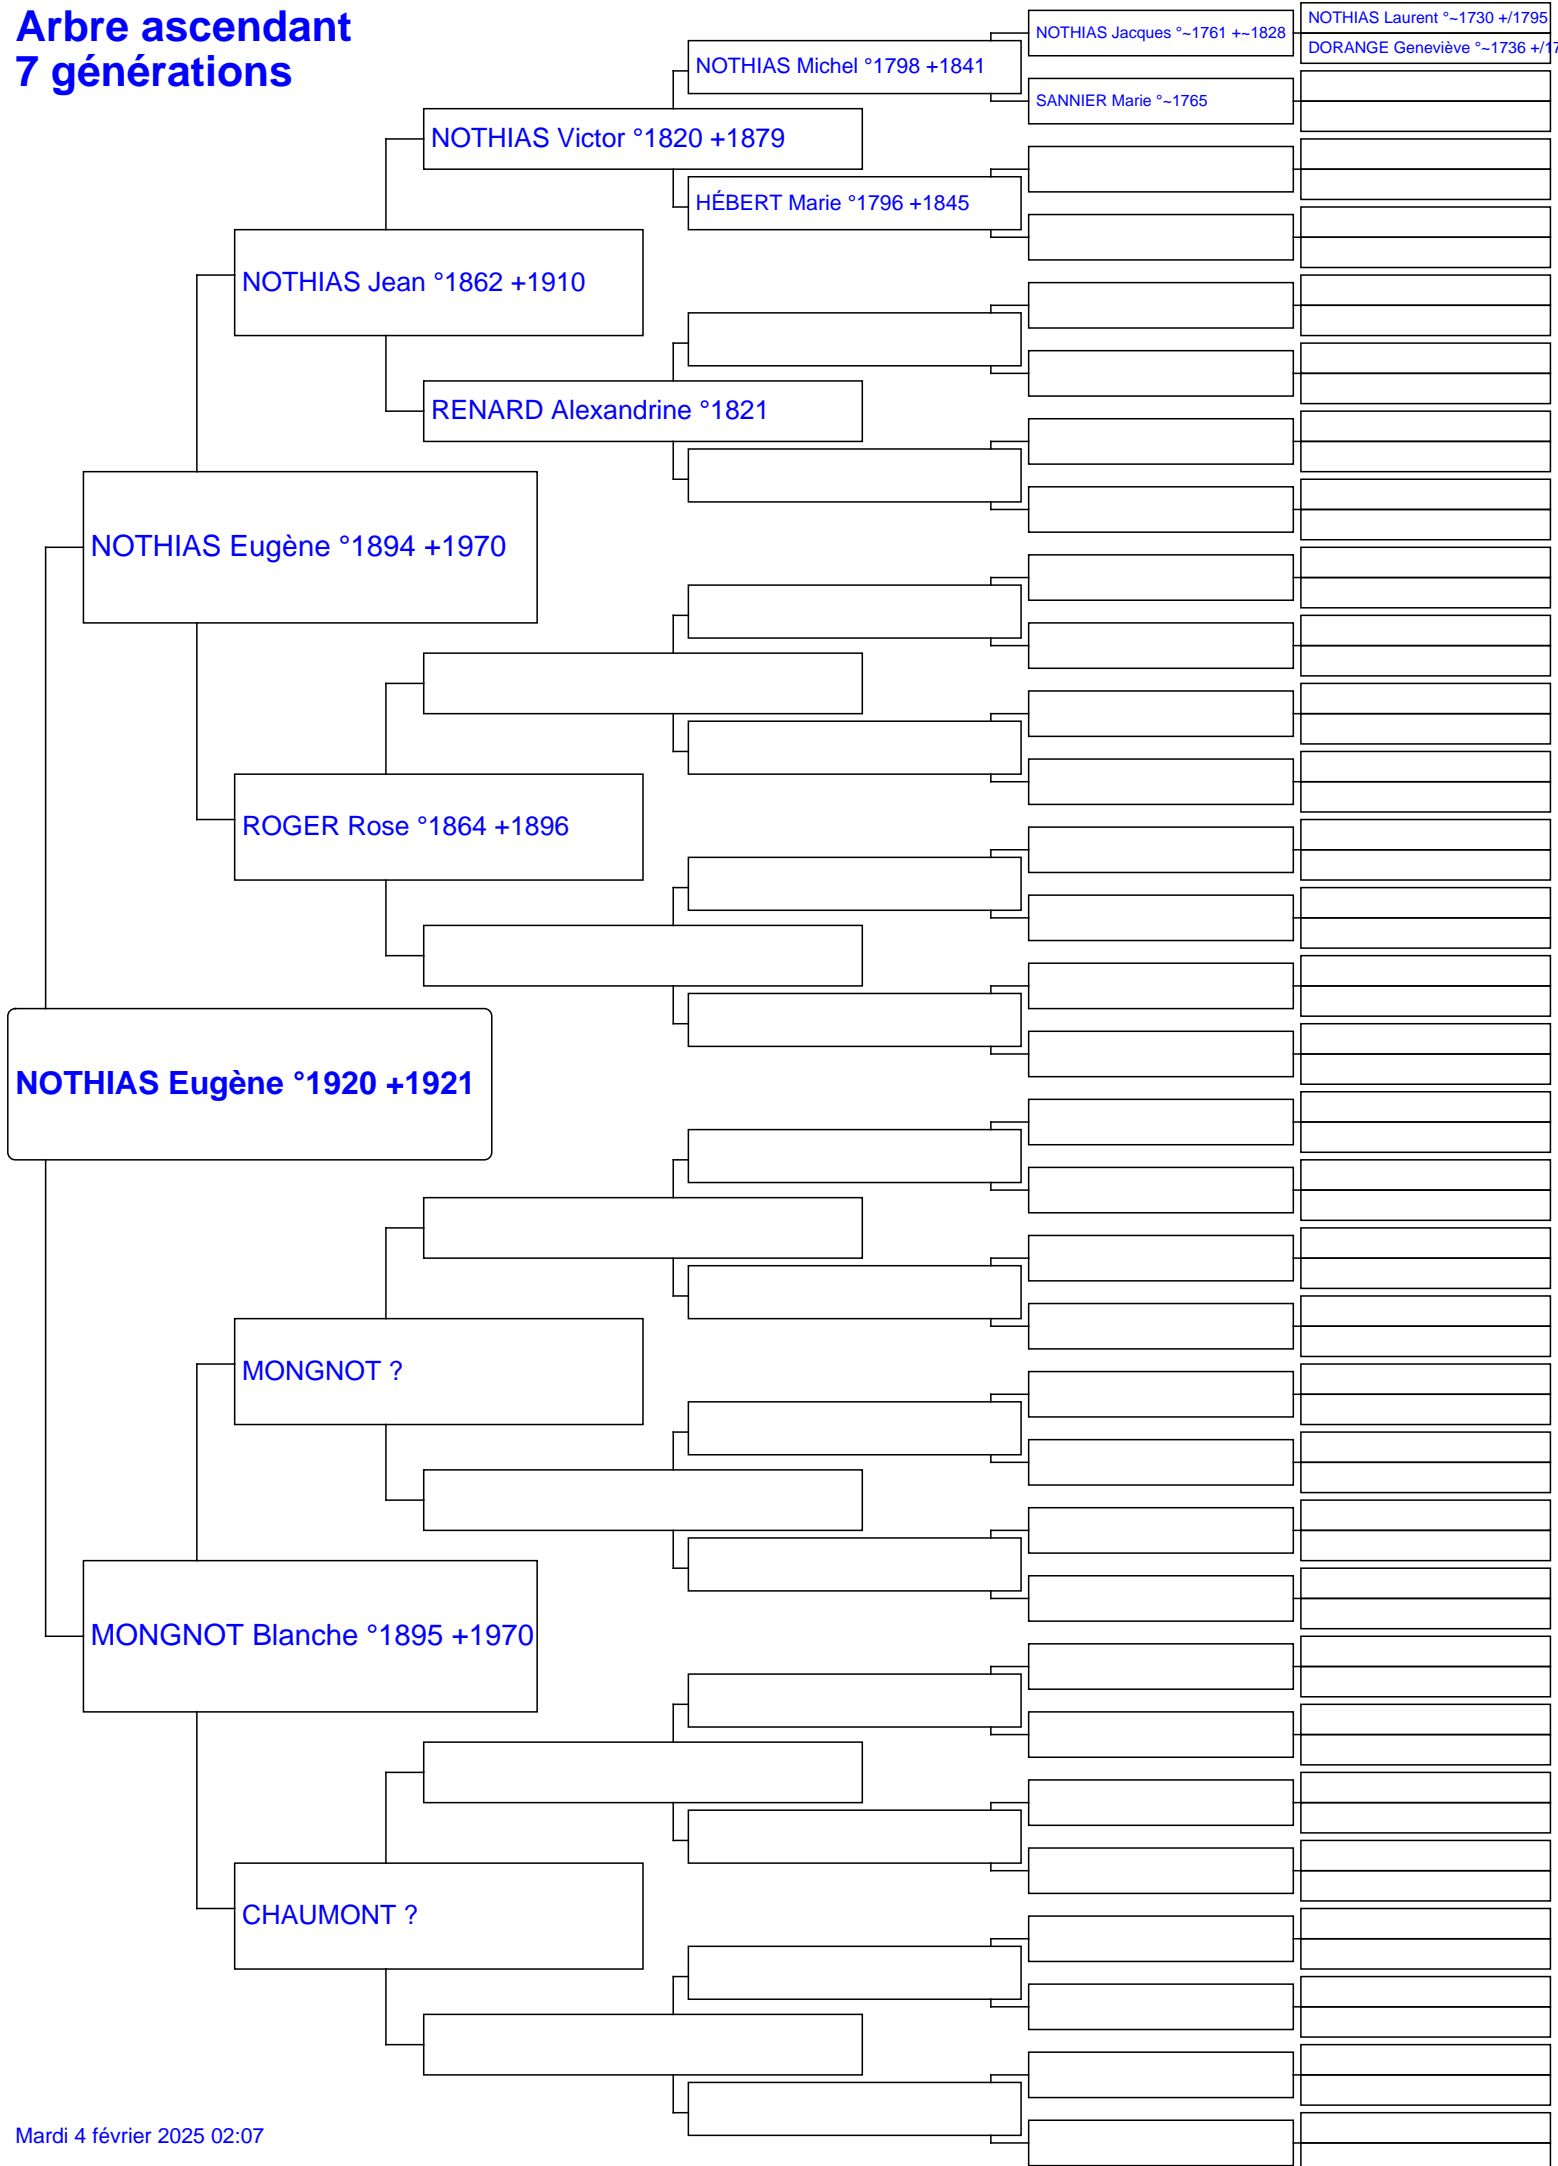 Arbre ascendant
7 générations
NOTHIAS Laurent °~1730 +/1795
NOTHIAS Jacques °~1761 +~1828
DORANGE Geneviève °~1736 +/17
NOTHIAS Michel °1798 +1841
SANNIER Marie °~1765
NOTHIAS Victor °1820 +1879
HÉBERT Marie °1796 +1845
NOTHIAS Jean °1862 +1910
RENARD Alexandrine °1821
NOTHIAS Eugène °1894 +1970
ROGER Rose °1864 +1896
NOTHIAS Eugène °1920 +1921
MONGNOT ?
MONGNOT Blanche °1895 +1970
CHAUMONT ?
Mardi 4 février 2025 02:07